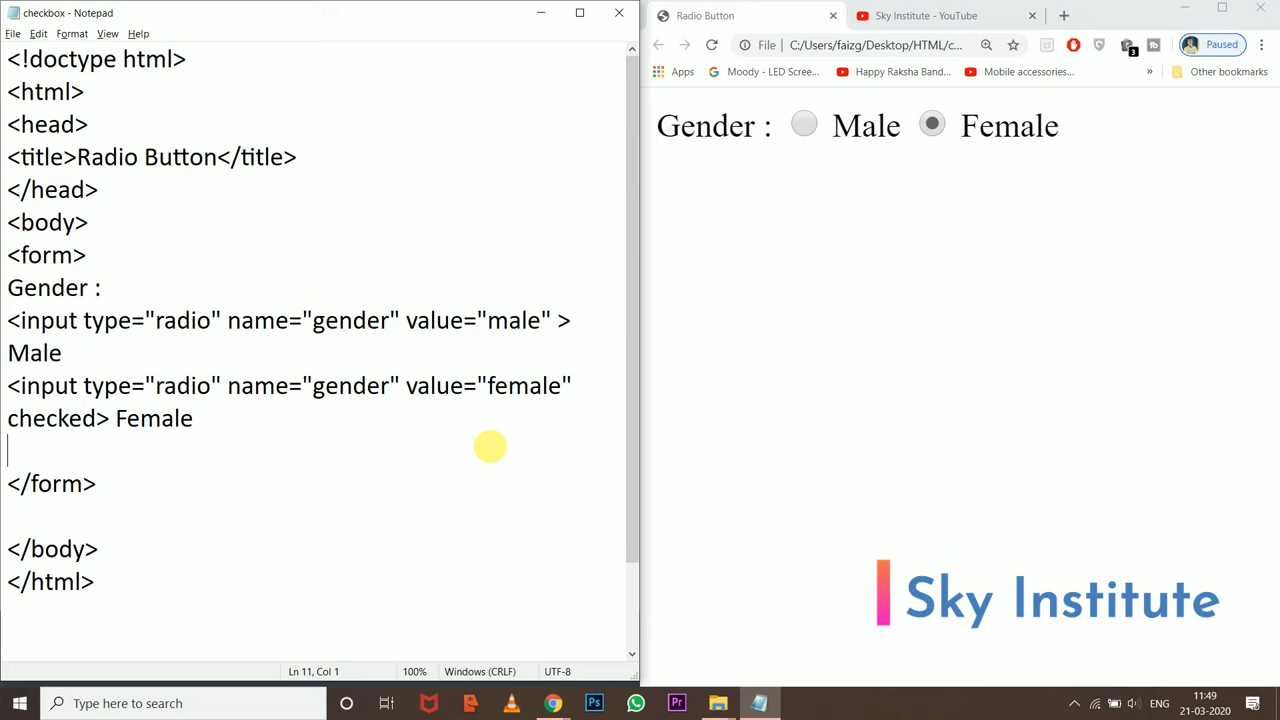 checkbox - Notepad
File Edit Format View Help
<!doctype html>
<html>
<head>
<title>Radio Button</title>
</head>
<body>
<form>
Gender :
<input type="radio" name="gender" value="male" >
Male
<input type="radio" name="gender" value="female"
checked> Female
</form>
</body>
</html>
Ln 11, Col 1 100% Windows (CRLF) UTF-8
Radio Button Sky Institute - YouTube
File C:/Users/faizg/Desktop/HTML/c... 3 Paused
Apps Moody - LED Scree... Happy Raksha Band... Mobile accessories... » Other bookmarks
Gender : Male Female
Sky Institute
Type here to search Ps Pr ENG 11:49
21-03-2020